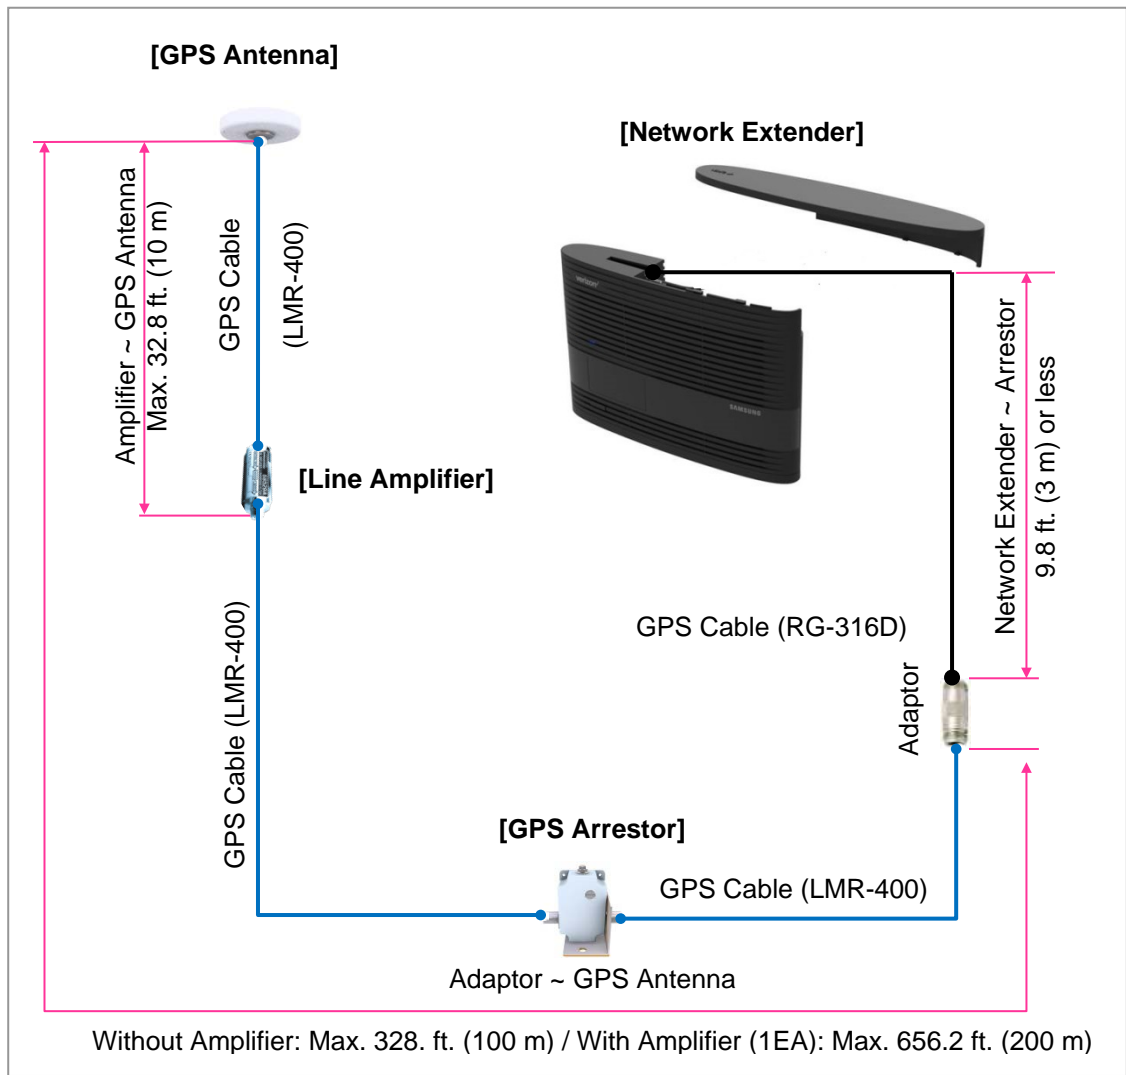 [GPS Antenna]
[Network Extender]
Amplifier ~ GPS Antenna
Max. 32.8 ft. (10 m)
GPS Cable
(LMR-400)
verizon
SAMSUNG
[Line Amplifier]
Network Extender ~ Arrestor
9.8 ft. (3 m) or less
GPS Cable (RG-316D)
Adaptor
GPS Cable (LMR-400)
[GPS Arrestor]
GPS Cable (LMR-400)
Adaptor ~ GPS Antenna
Without Amplifier: Max. 328. ft. (100 m) / With Amplifier (1EA): Max. 656.2 ft. (200 m)